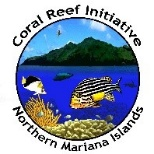 Coral Reef Initiative
Northern Mariana Islands